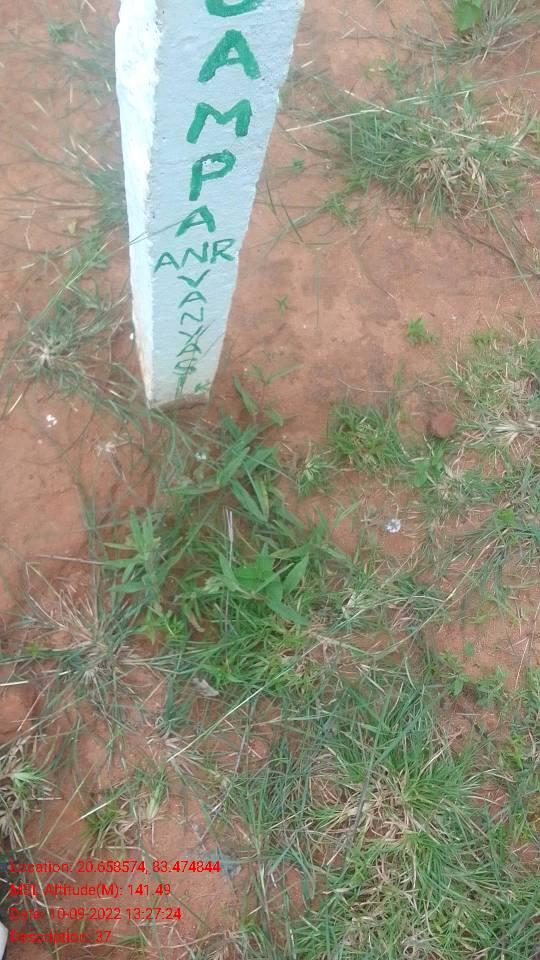 AMPA
ANR
VANVASI
Location: 20.658574, 83.474844
MSL Altitude(M): 141.49
Date: 10-09-2022 13:27:24
Description: 37